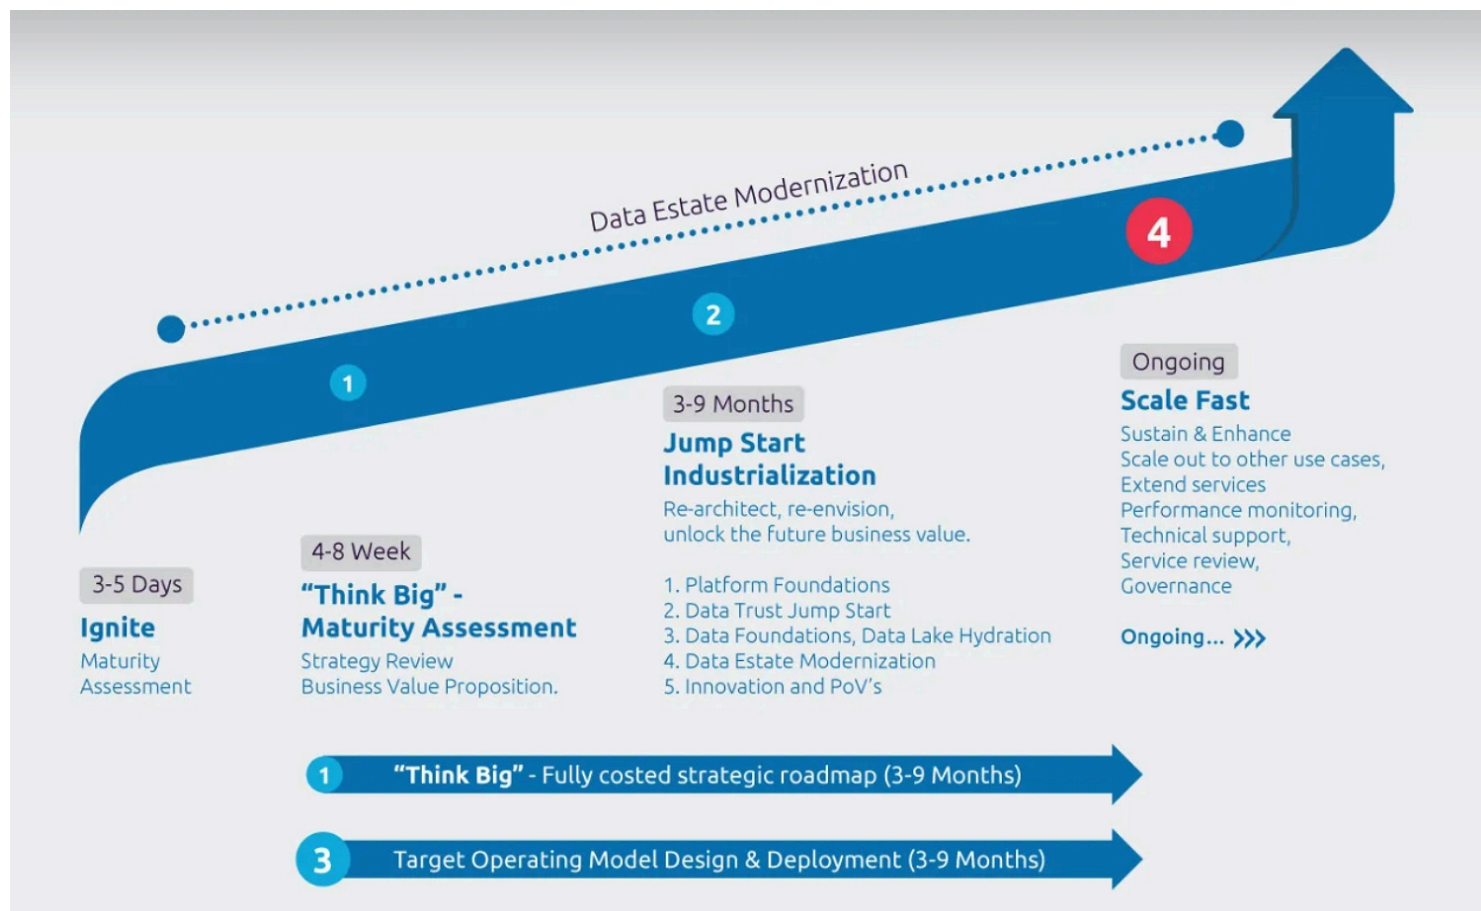 Data Estate Modernization
4
2
1
3-5 Days
Ignite
Maturity
Assessment
4-8 Week
“Think Big” -
Maturity Assessment
Strategy Review
Business Value Proposition.
3-9 Months
Jump Start
Industrialization
Re-architect, re-envision,
unlock the future business value.
1. Platform Foundations
2. Data Trust Jump Start
3. Data Foundations, Data Lake Hydration
4. Data Estate Modernization
5. Innovation and PoV’s
Ongoing
Scale Fast
Sustain & Enhance
Scale out to other use cases,
Extend services
Performance monitoring,
Technical support,
Service review,
Governance
Ongoing...
1 “Think Big” - Fully costed strategic roadmap (3-9 Months)
3 Target Operating Model Design & Deployment (3-9 Months)